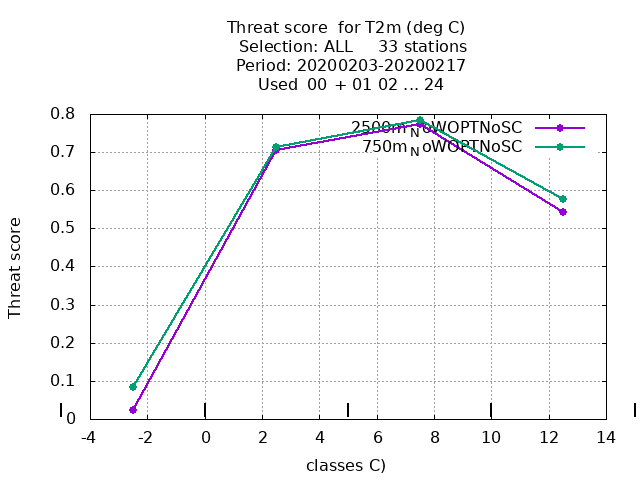 Threat score  for T2m (deg C)
Selection: ALL     33 stations
Period: 20200203-20200217
Used  00  + 01 02 ... 24
0.8
0.7
0.6
0.5
0.4
0.3
0.2
0.1
0
Threat score
2500mNoWOPTNoSC
750mNoWOPTNoSC
-4 -2 0 2 4 6 8 10 12 14
classes C)